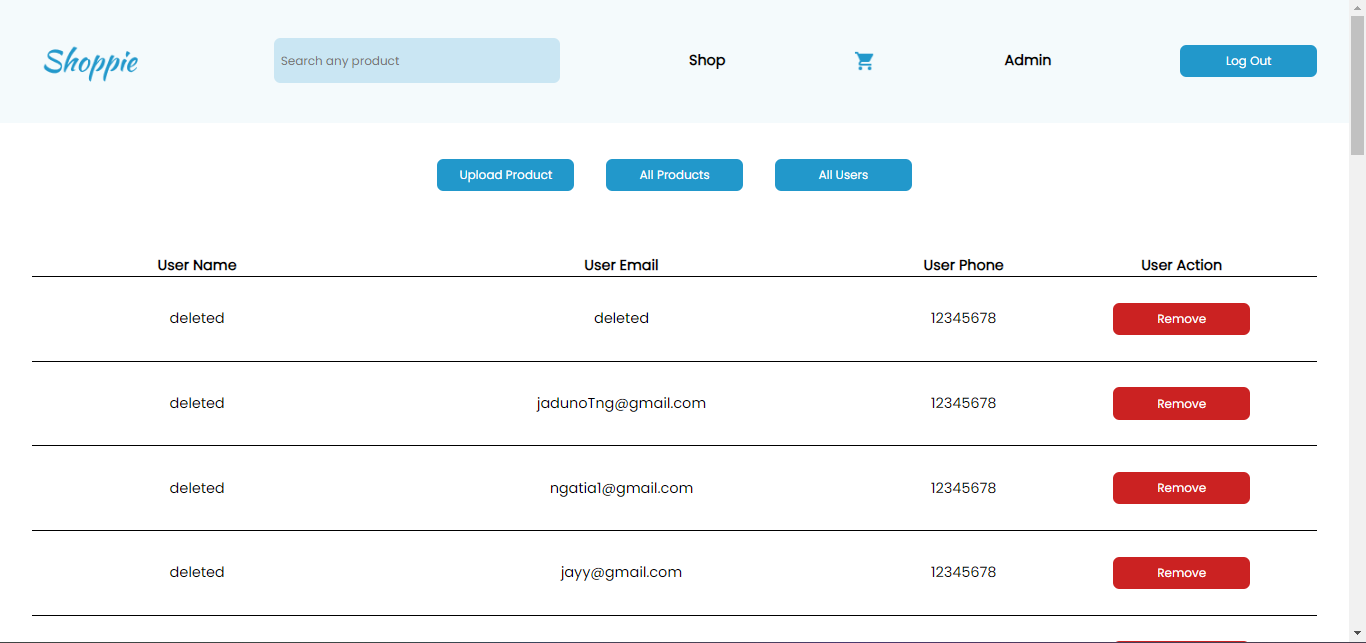 Shoppie Search any product Shop Admin Log Out
Upload Product All Products All Users
User Name User Email User Phone User Action
deleted deleted 12345678 Remove
deleted jadunoTng@gmail.com 12345678 Remove
deleted ngatia1@gmail.com 12345678 Remove
deleted jayy@gmail.com 12345678 Remove